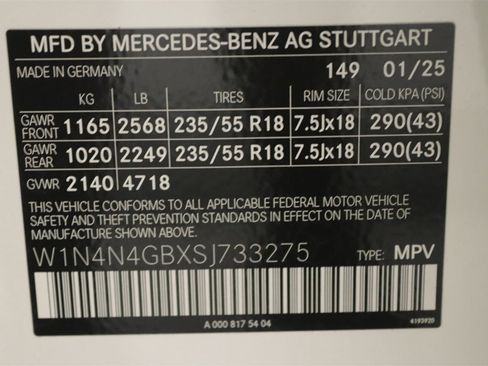 MFD BY MERCEDES-BENZ AG STUTTGART
MADE IN GERMANY 149 01/25
KG LB TIRES RIM SIZE COLD KPA (PSI)
GAWR FRONT 1165 2568 235/55 R18 7.5Jx18 290(43)
GAWR REAR 1020 2249 235/55 R18 7.5Jx18 290(43)
GVWR 2140 4718
THIS VEHICLE CONFORMS TO ALL APPLICABLE FEDERAL MOTOR VEHICLE
SAFETY AND THEFT PREVENTION STANDARDS IN EFFECT ON THE DATE OF
MANUFACTURE SHOWN ABOVE.
W1N4N4GBXSJ733275 TYPE: MPV
A 000 817 54 04 4193920